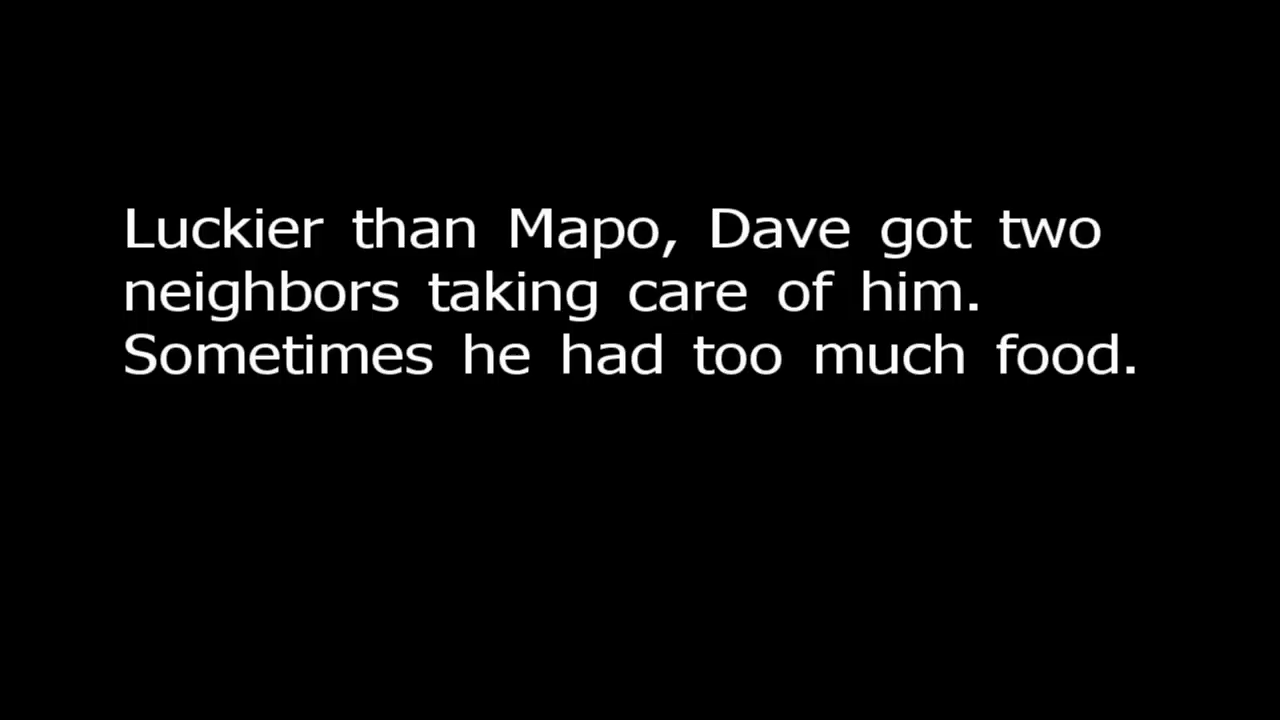 Luckier than Mapo, Dave got two
neighbors taking care of him.
Sometimes he had too much food.